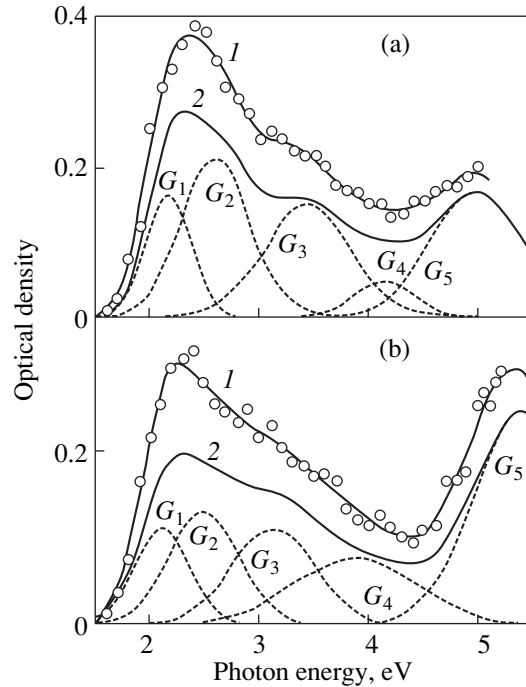 0.4
(a)
1
2
0.2
G1
G2
G3
G4
G5
0
Optical density
(b)
1
0.2
2
G1
G2
G3
G4
G5
0
2
3
4
5
Photon energy, eV